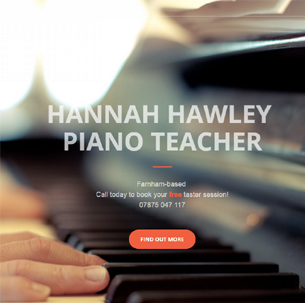 HANNAH HAWLEY
PIANO TEACHER
Farnham-based
Call today to book your free taster session!
07875 047 117
FIND OUT MORE